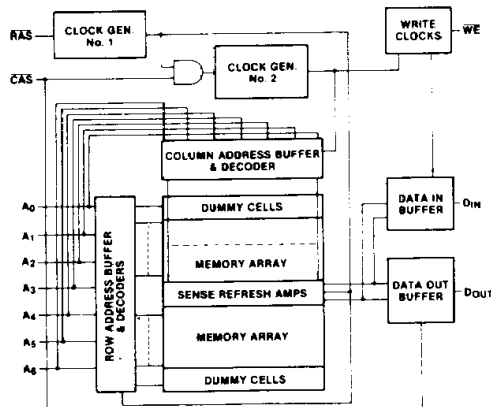 RAS
CLOCK GEN.
No. 1
WRITE
CLOCKS
WE
CAS
CLOCK GEN.
No. 2
COLUMN ADDRESS BUFFER
& DECODER
A0
A1
A2
A3
A4
A5
A6
ROW ADDRESS BUFFER
& DECODERS
DUMMY CELLS
MEMORY ARRAY
SENSE REFRESH AMPS
MEMORY ARRAY
DUMMY CELLS
DATA IN
BUFFER
DIN
DATA OUT
BUFFER
DOUT